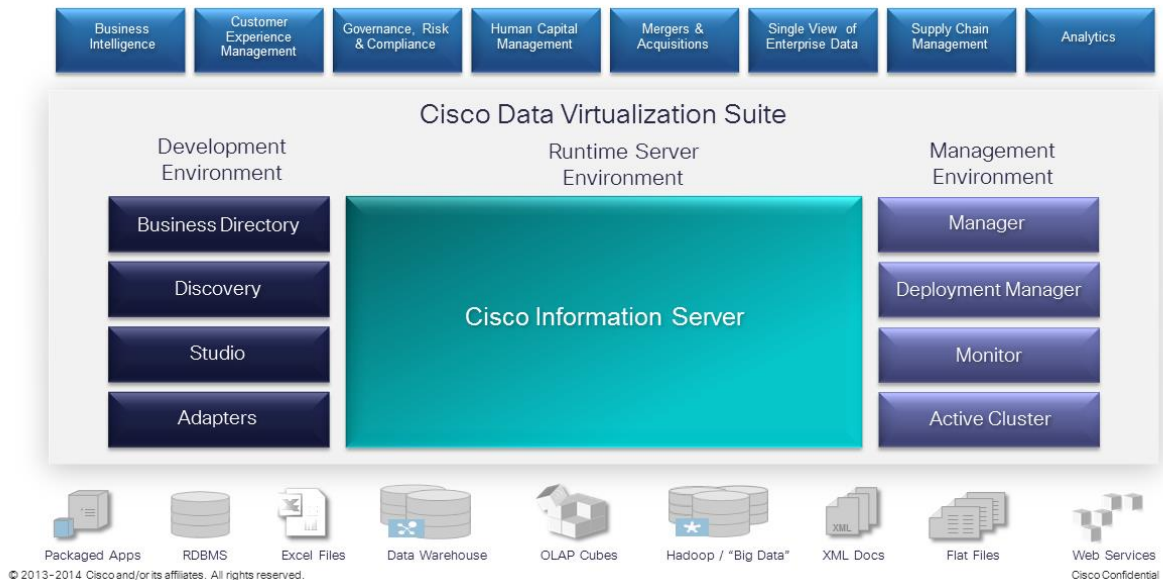 Business
Intelligence
Customer
Experience
Management
Governance, Risk
& Compliance
Human Capital
Management
Mergers &
Acquisitions
Single View of
Enterprise Data
Supply Chain
Management
Analytics
Cisco Data Virtualization Suite
Development
Environment
Runtime Server
Environment
Management
Environment
Business Directory
Discovery
Studio
Adapters
Cisco Information Server
Manager
Deployment Manager
Monitor
Active Cluster
XML
Packaged Apps
RDBMS
Excel Files
Data Warehouse
OLAP Cubes
Hadoop / "Big Data"
XML Docs
Flat Files
Web Services
© 2013-2014 Cisco and/or its affiliates. All rights reserved.
Cisco Confidential